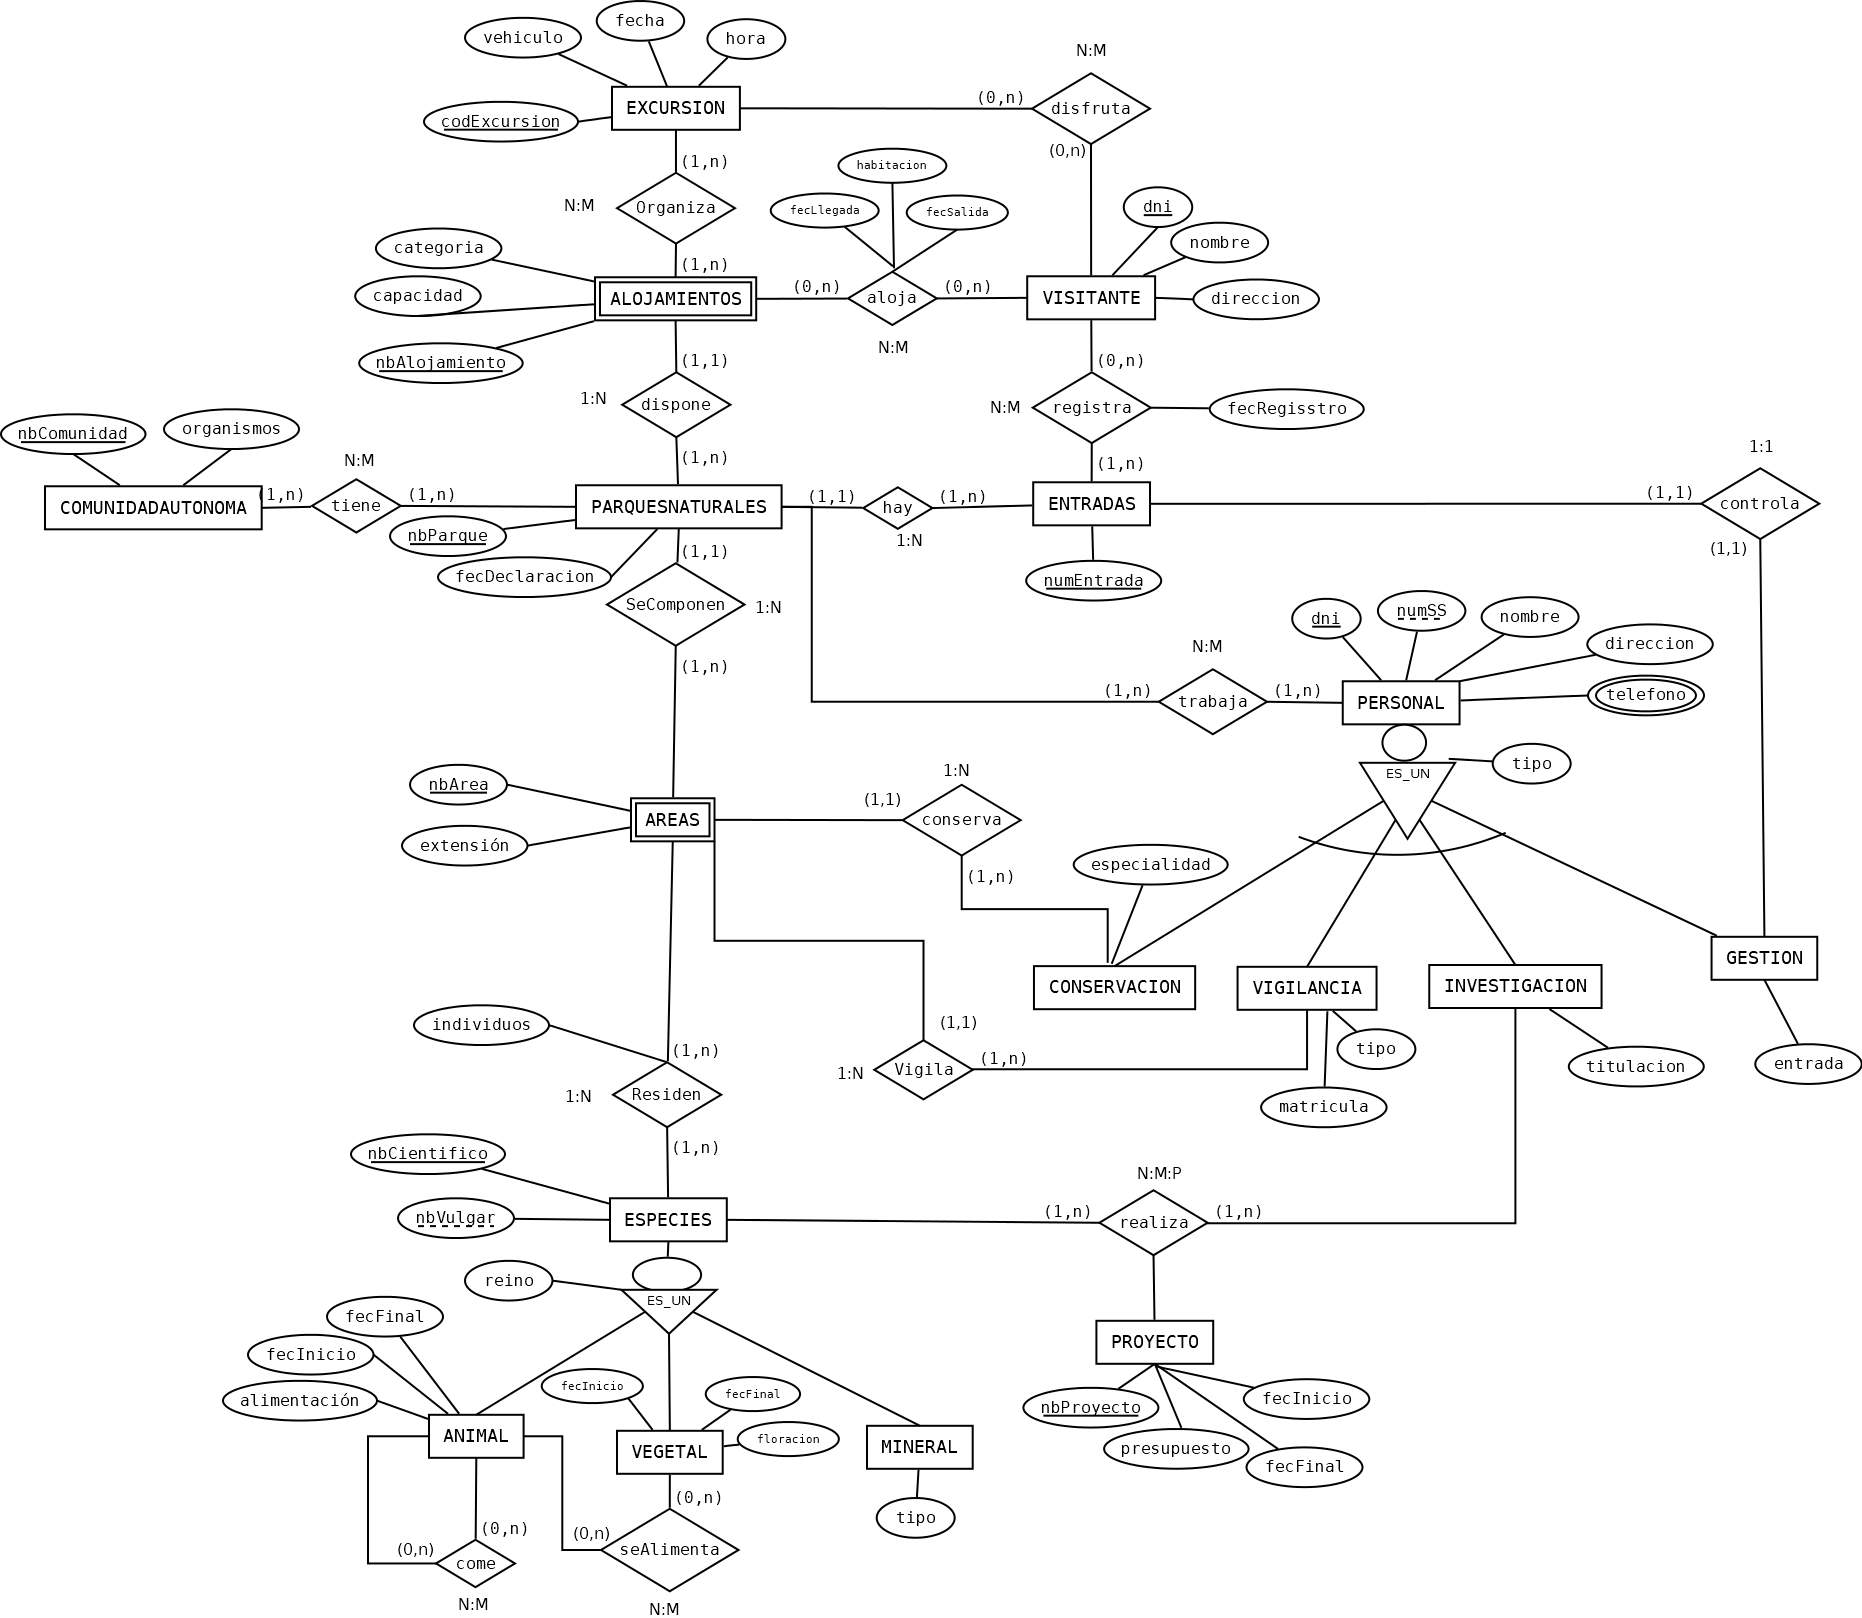 fecha
vehiculo
hora
N:M
EXCURSION
(0,n)
disfruta
codExcursion
(0,n)
(1,n)
habitacion
N:M
Organiza
fecLlegada
fecSalida
dni
categoria
nombre
(1,n)
capacidad
ALOJAMIENTOS
(0,n)
aloja
(0,n)
VISITANTE
direccion
nbAlojamiento
(1,1)
N:M
(0,n)
1:N
dispone
N:M
registra
fecRegisstro
nbComunidad
organismos
N:M
(1,n)
(1,n)
1:1
COMUNIDADAUTONOMA
(1,n)
tiene
(1,n)
PARQUESNATURALES
(1,1)
hay
(1,n)
ENTRADAS
(1,1)
controla
nbParque
1:N
(1,1)
(1,1)
fecDeclaracion
numEntrada
SeComponen
1:N
dni
numSS
nombre
direccion
N:M
(1,n)
(1,n)
trabaja
(1,n)
PERSONAL
telefono
ES_UN
tipo
nbArea
1:N
(1,1)
AREAS
conserva
extensión
especialidad
(1,n)
CONSERVACION
VIGILANCIA
INVESTIGACION
GESTION
individuos
(1,1)
(1,n)
1:N
Vigila
(1,n)
tipo
titulacion
entrada
1:N
Residen
matricula
nbCientifico
(1,n)
N:M:P
nbVulgar
ESPECIES
(1,n)
realiza
(1,n)
reino
ES_UN
fecFinal
PROYECTO
fecInicio
fecInicio
fecFinal
alimentación
nbProyecto
fecInicio
ANIMAL
VEGETAL
floracion
MINERAL
presupuesto
fecFinal
(0,n)
tipo
(0,n)
(0,n)
(0,n)
come
seAlimenta
N:M
N:M